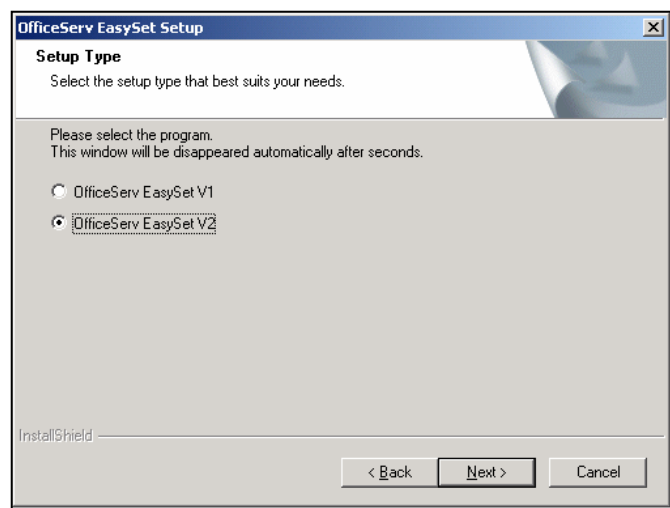 OfficeServ EasySet Setup
Setup Type
Select the setup type that best suits your needs.
Please select the program.
This window will be disappeared automatically after seconds.
OfficeServ EasySet V1
OfficeServ EasySet V2
InstallShield
< Back Next > Cancel